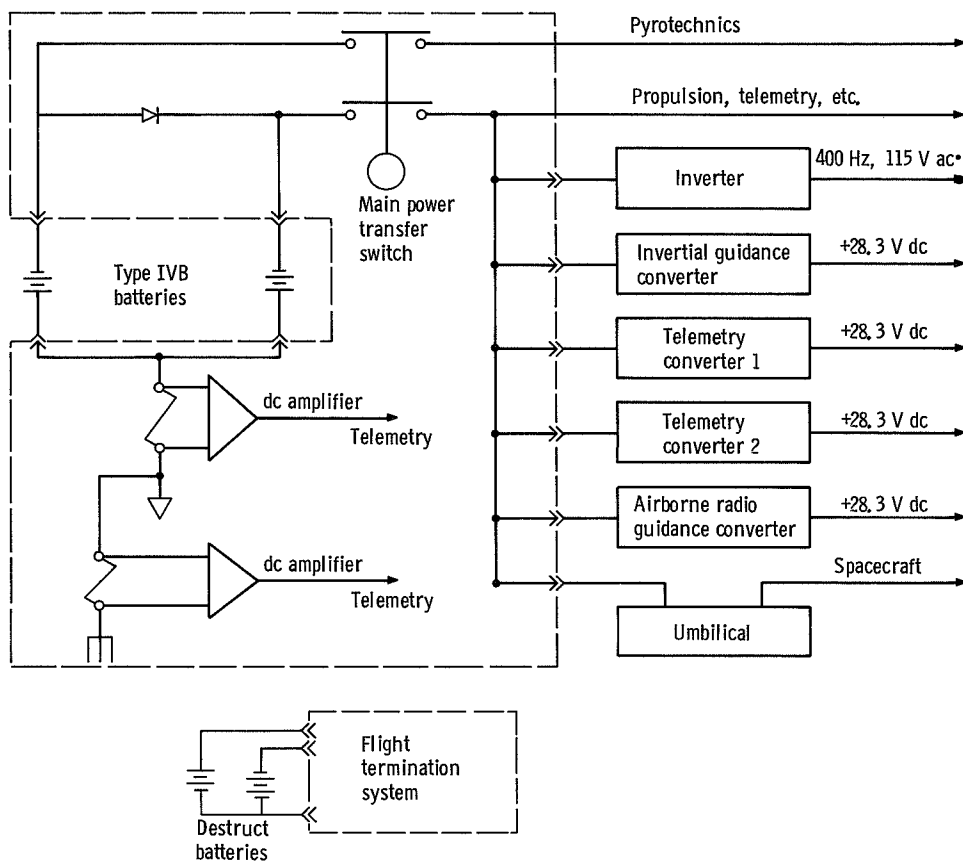 Pyrotechnics
Propulsion, telemetry, etc.
Main power
transfer
switch
Inverter
400 Hz, 115 V ac
Type IVB
batteries
Invertial guidance
converter
+28.3 V dc
Telemetry
converter 1
+28.3 V dc
dc amplifier
Telemetry
Telemetry
converter 2
+28.3 V dc
Airborne radio
guidance converter
+28.3 V dc
dc amplifier
Telemetry
Spacecraft
Umbilical
Flight
termination
system
Destruct
batteries